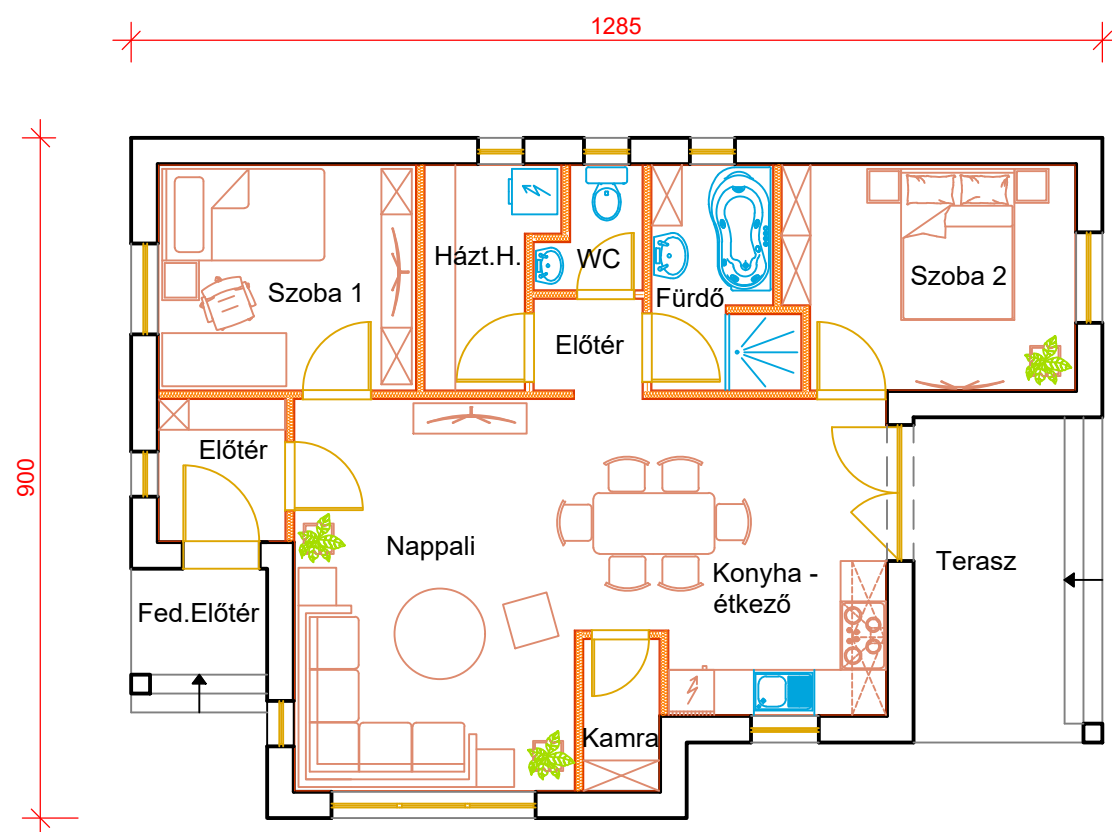 1285
900
Szoba 1
Házt.H.
WC
Fürdő
Szoba 2
Előtér
Előtér
Nappali
Konyha -
étkező
Terasz
Fed.Előtér
Kamra